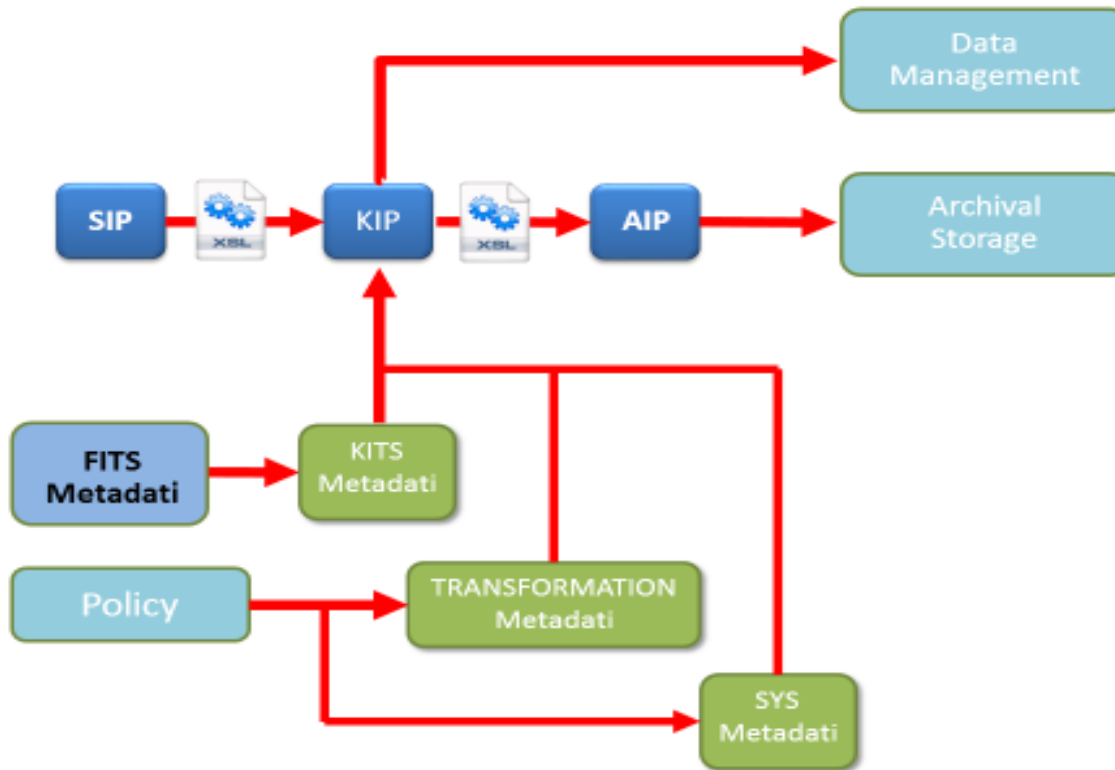 Data
Management
SIP
XSL
KIP
XSL
AIP
Archival
Storage
FITS
Metadati
KITS
Metadati
Policy
TRANSFORMATION
Metadati
SYS
Metadati